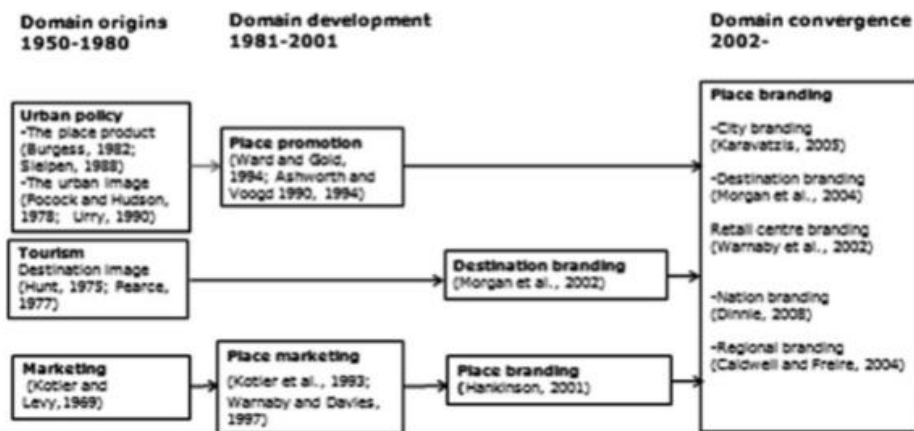 Domain origins
1950-1980
Domain development
1981-2001
Domain convergence
2002-
Urban policy
-The place product
(Burgess, 1982;
Sleipen, 1988)
-The urban image
(Pocock and Hudson,
1978; Urry, 1990)
Place promotion
(Ward and Gold,
1994; Ashworth and
Voogd 1990, 1994)
Tourism
Destination image
(Hunt, 1975; Pearce,
1977)
Destination branding
(Morgan et al., 2002)
Marketing
(Kotler and
Levy,1969)
Place marketing
(Kotler et al., 1993;
Warnaby and Davies,
1997)
Place branding
(Hankinson, 2001)
Place branding
-City branding
(Karavatzis, 2005)
-Destination branding
(Morgan et al., 2004)
Retail centre branding
(Warnaby et al., 2002)
-Nation branding
(Dinnie, 2008)
-Regional branding
(Caldwell and Freire, 2004)